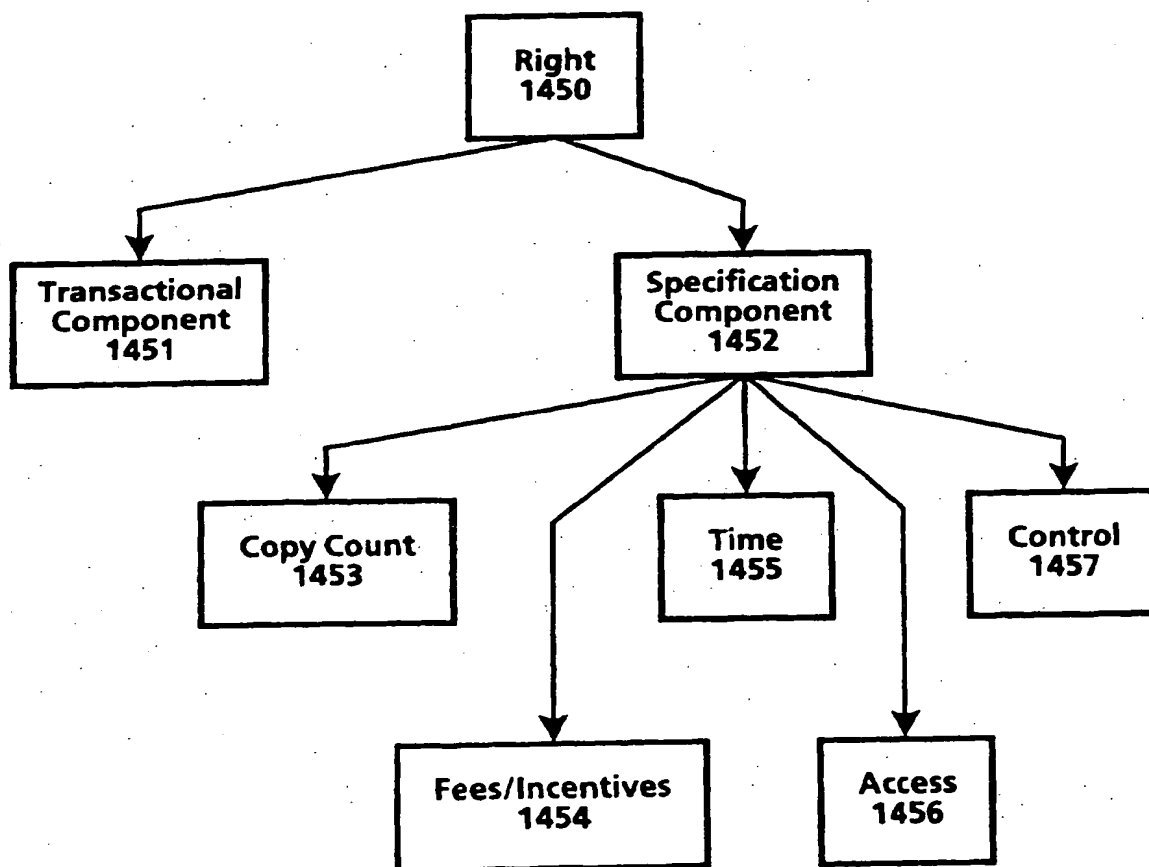 Right
1450
Transactional
Component
1451
Specification
Component
1452
Copy Count
1453
Time
1455
Control
1457
Fees/Incentives
1454
Access
1456